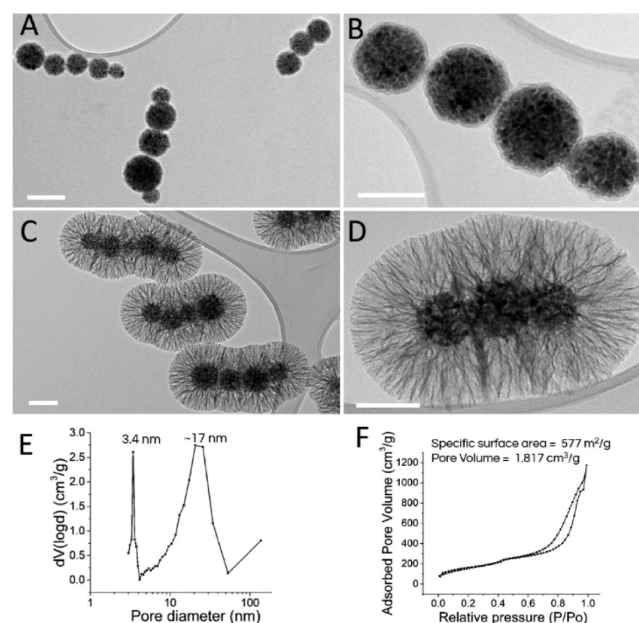 A
B
C
D
E
3.4 nm
~17 nm
3.0
2.5
2.0
1.5
1.0
0.5
0.0
dV(logd) (cm³/g)
1 10 100
Pore diameter (nm)
F
Specific surface area = 577 m²/g
Pore Volume = 1.817 cm³/g
1200
1000
800
600
400
200
0
Adsorbed Pore Volume (cm³/g)
0.0 0.2 0.4 0.6 0.8 1.0
Relative pressure (P/Po)